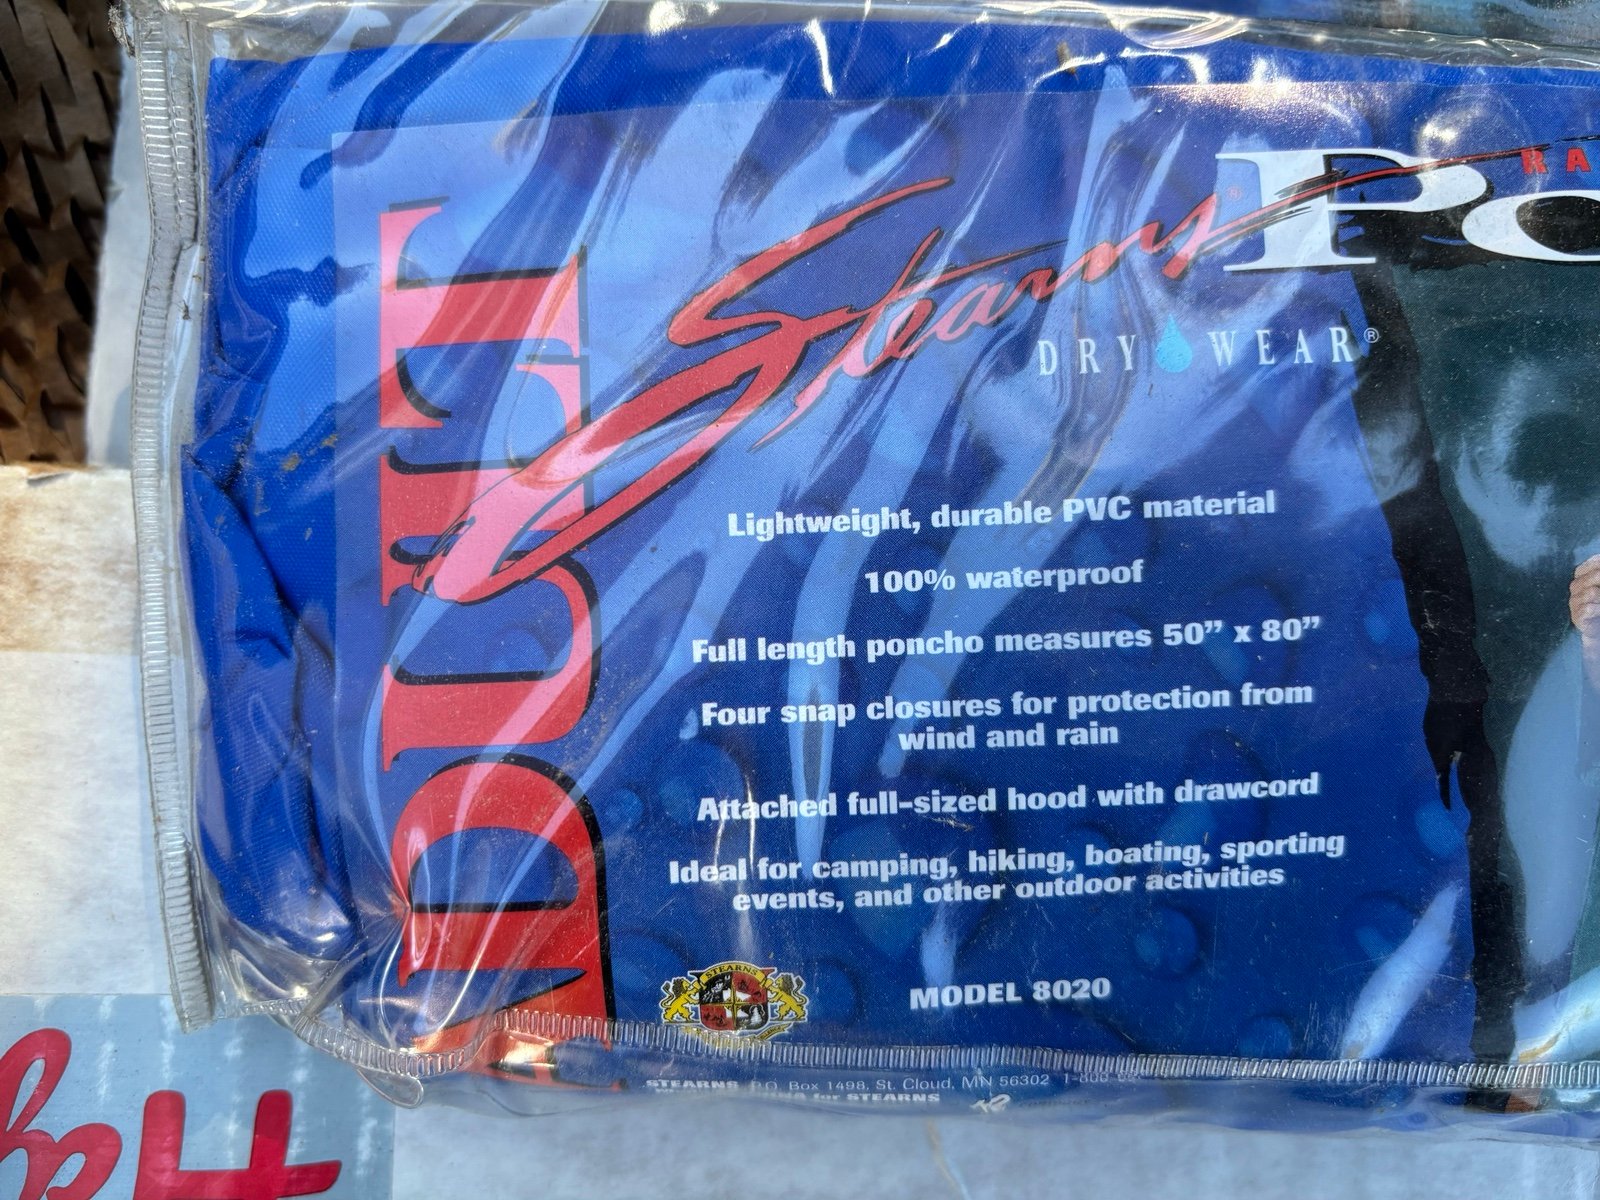 ADULT
Stearns®
DRY WEAR®
Lightweight, durable PVC material
100% waterproof
Full length poncho measures 50” x 80”
Four snap closures for protection from
wind and rain
Attached full-sized hood with drawcord
Ideal for camping, hiking, boating, sporting
events, and other outdoor activities
STEARNS
MODEL 8020
STEARNS P.O. Box 1498, St. Cloud, MN 56302
for STEARNS